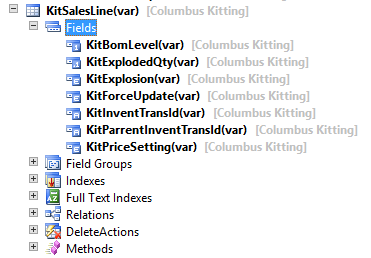 KitSalesLine(var) [Columbus Kitting]
Fields
KitBomLevel(var) [Columbus Kitting]
KitExplodedQty(var) [Columbus Kitting]
KitExplosion(var) [Columbus Kitting]
KitForceUpdate(var) [Columbus Kitting]
KitInventTransId(var) [Columbus Kitting]
KitParrentInventTransId(var) [Columbus Kitting]
KitPriceSetting(var) [Columbus Kitting]
Field Groups
Indexes
Full Text Indexes
Relations
DeleteActions
Methods